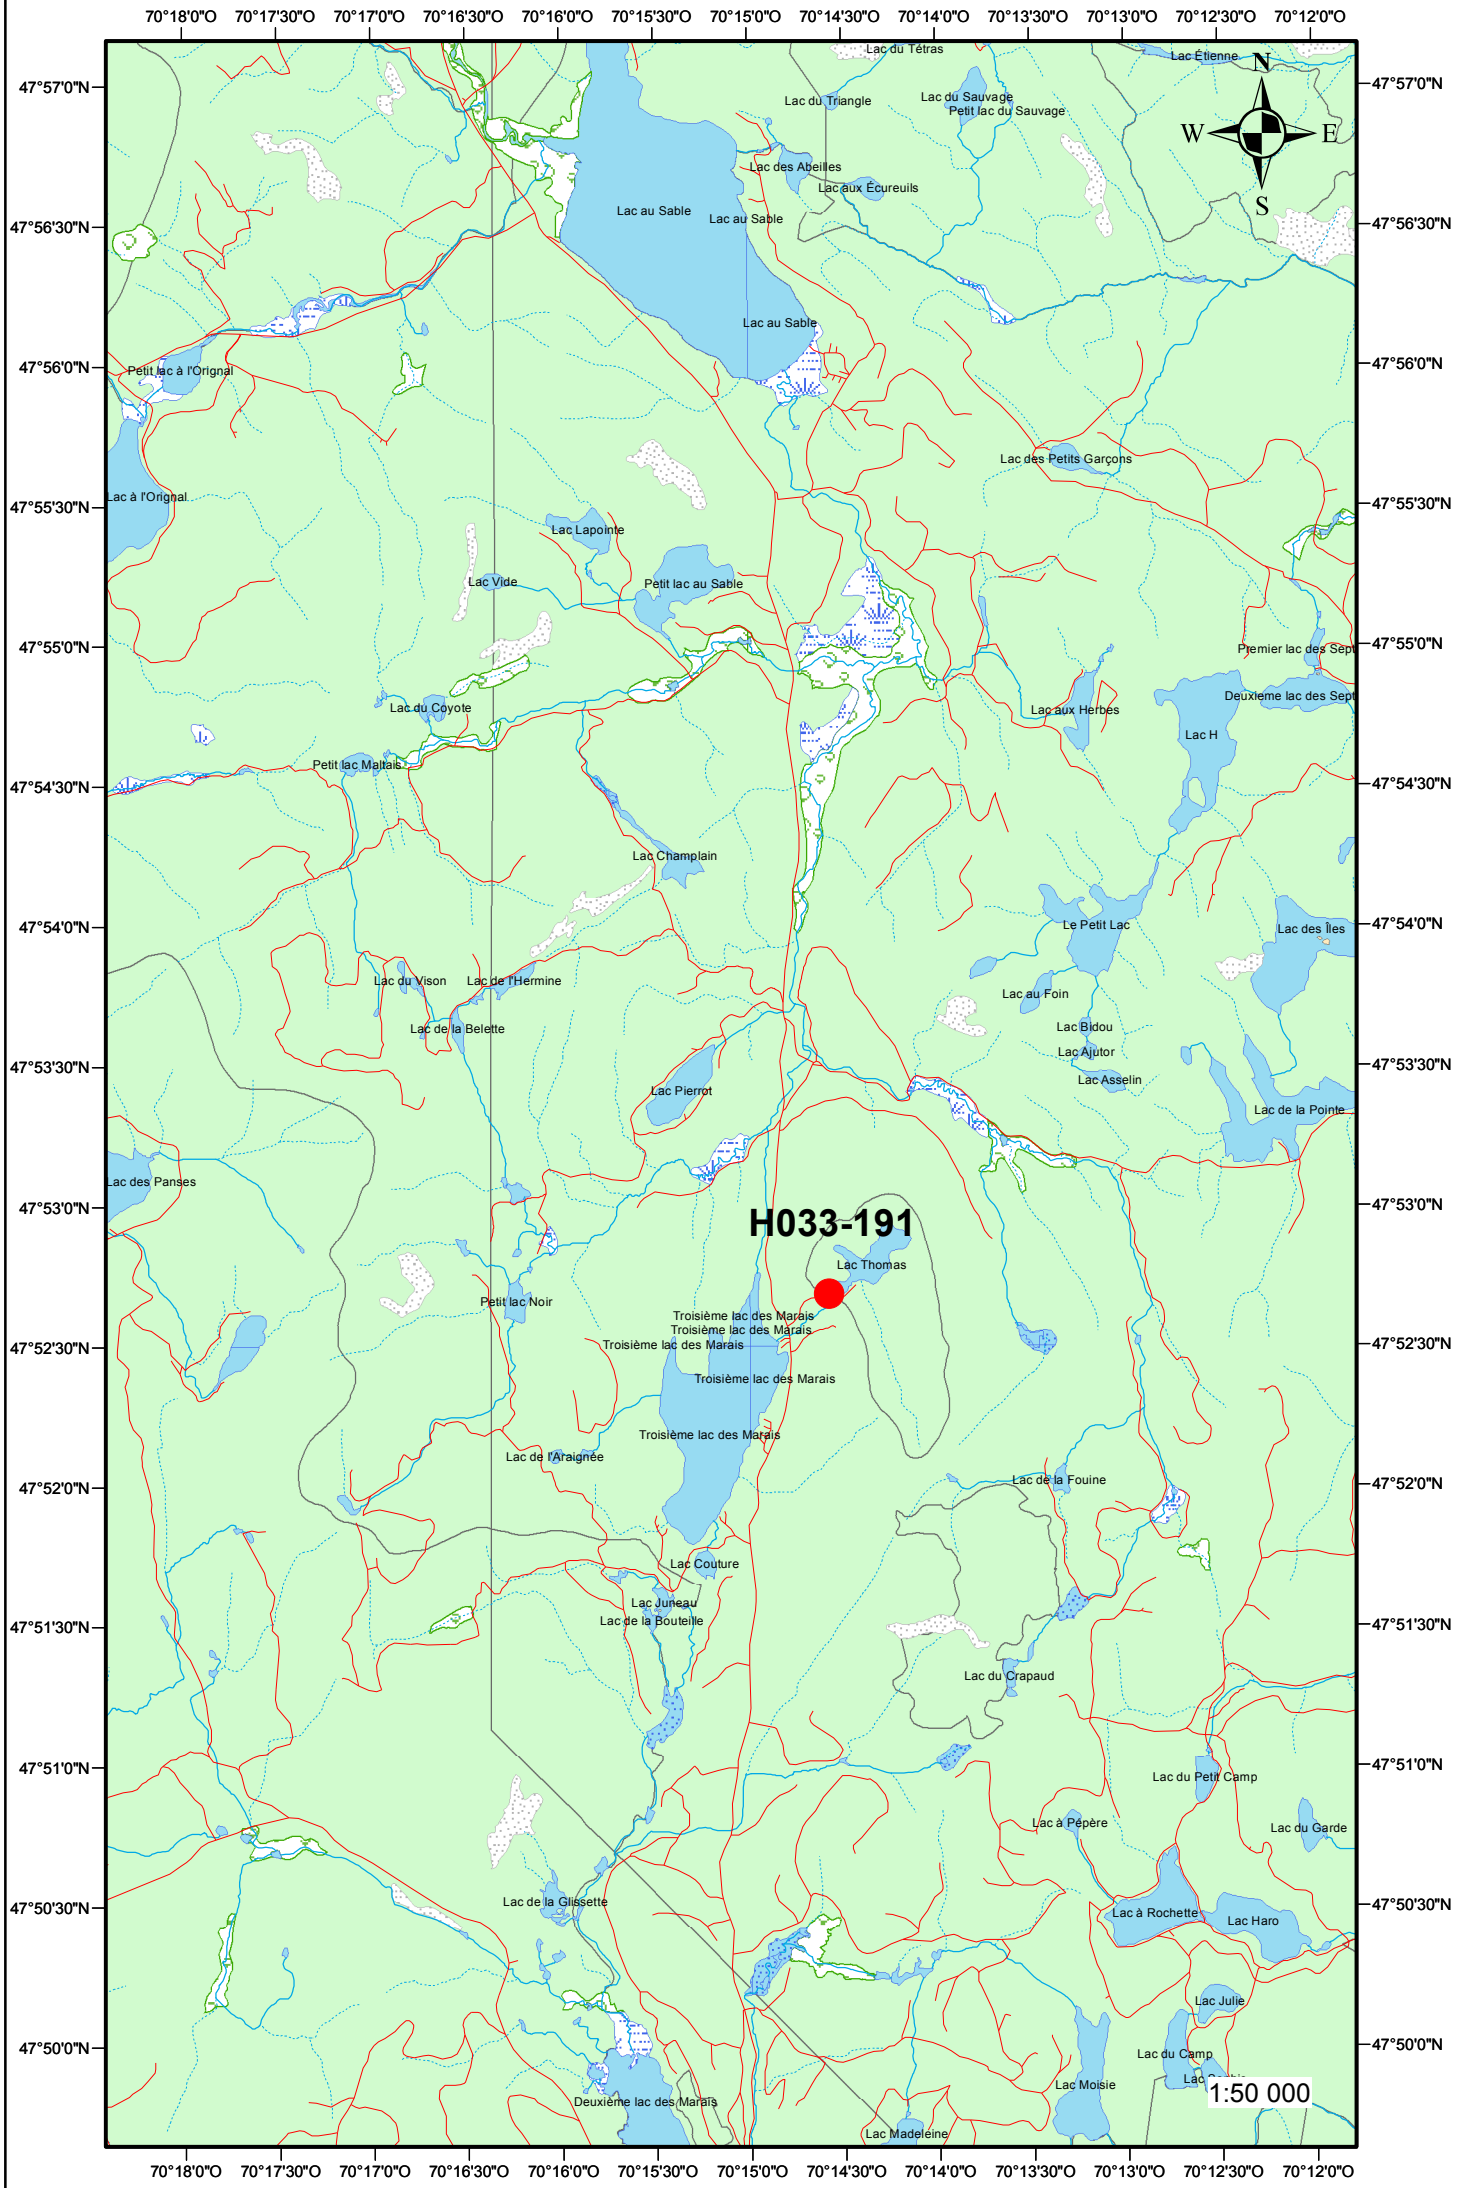 70°18'0"O 70°17'30"O 70°17'0"O 70°16'30"O 70°16'0"O 70°15'30"O 70°15'0"O 70°14'30"O 70°14'0"O 70°13'30"O 70°13'0"O 70°12'30"O 70°12'0"O
Lac du Tétras
Lac Étienne
N
47°57'0"N
47°57'0"N
Lac du Triangle
Lac du Sauvage
Petit lac du Sauvage
W
E
Lac des Abeilles
Lac aux Écureuils
S
Lac au Sable
Lac au Sable
47°56'30"N
47°56'30"N
Lac au Sable
47°56'0"N
47°56'0"N
Petit lac à l'Orignal
Lac des Petits Garçons
Lac à l'Orignal
47°55'30"N
47°55'30"N
Lac Lapointe
Lac Vide
Petit lac au Sable
47°55'0"N
47°55'0"N
Premier lac des Sept
Deuxieme lac des Sept
Lac du Coyote
Lac aux Herbes
Lac H
Petit lac Maltais
47°54'30"N
47°54'30"N
Lac Champlain
47°54'0"N
47°54'0"N
Le Petit Lac
Lac des Îles
Lac du Vison
Lac de l'Hermine
Lac au Foin
Lac de la Belette
Lac Bidou
Lac Ajutor
47°53'30"N
47°53'30"N
Lac Asselin
Lac Pierrot
Lac de la Pointe
Lac des Panses
47°53'0"N
47°53'0"N
H033-191
Lac Thomas
Petit lac Noir
Troisième lac des Marais
Troisième lac des Marais
Troisième lac des Marais
47°52'30"N
47°52'30"N
Troisième lac des Marais
Troisième lac des Marais
Lac de l'Araignée
Lac de la Fouine
47°52'0"N
47°52'0"N
Lac Couture
Lac Juneau
Lac de la Bouteille
47°51'30"N
47°51'30"N
Lac du Crapaud
47°51'0"N
47°51'0"N
Lac du Petit Camp
Lac à Pépère
Lac du Garde
Lac de la Glissette
47°50'30"N
47°50'30"N
Lac à Rochette
Lac Haro
Lac Julie
47°50'0"N
47°50'0"N
Lac du Camp
Lac
Lac Moisie
1:50 000
Deuxième lac des Marais
Lac Madeleine
70°18'0"O 70°17'30"O 70°17'0"O 70°16'30"O 70°16'0"O 70°15'30"O 70°15'0"O 70°14'30"O 70°14'0"O 70°13'30"O 70°13'0"O 70°12'30"O 70°12'0"O